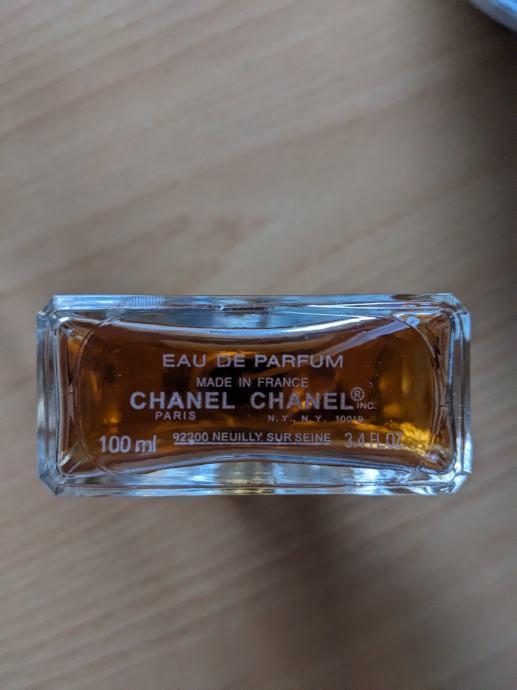 EAU DE PARFUM
MADE IN FRANCE
CHANEL CHANEL® INC.
PARIS N.Y., N.Y. 10019
100 ml 92200 NEUILLY SUR SEINE 3.4 FL.OZ.